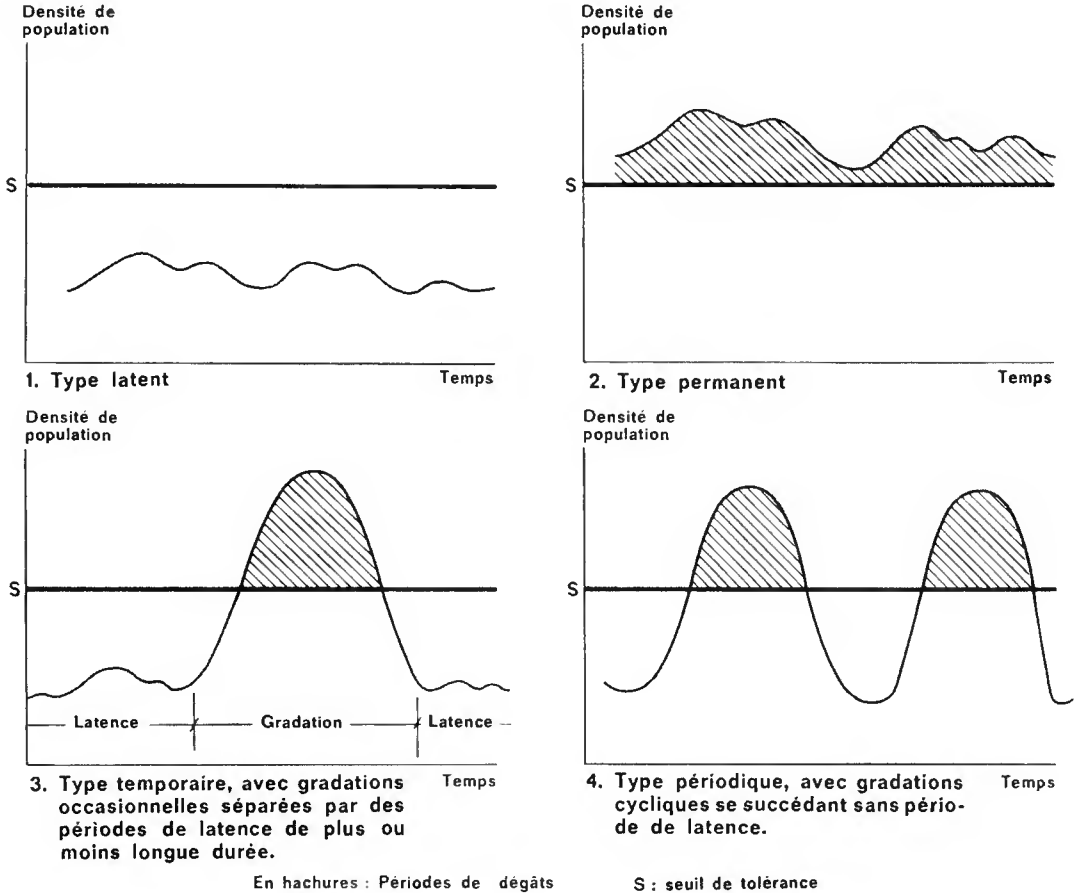 Densité de
population
S
1. Type latent
Temps
Densité de
population
S
2. Type permanent
Temps
Densité de
population
S
Latence
Gradation
Latence
3. Type temporaire, avec gradations
occasionnelles séparées par des
périodes de latence de plus ou
moins longue durée.
Temps
Densité de
population
S
4. Type périodique, avec gradations
cycliques se succédant sans pério-
de de latence.
Temps
En hachures : Périodes de dégâts
S : seuil de tolérance